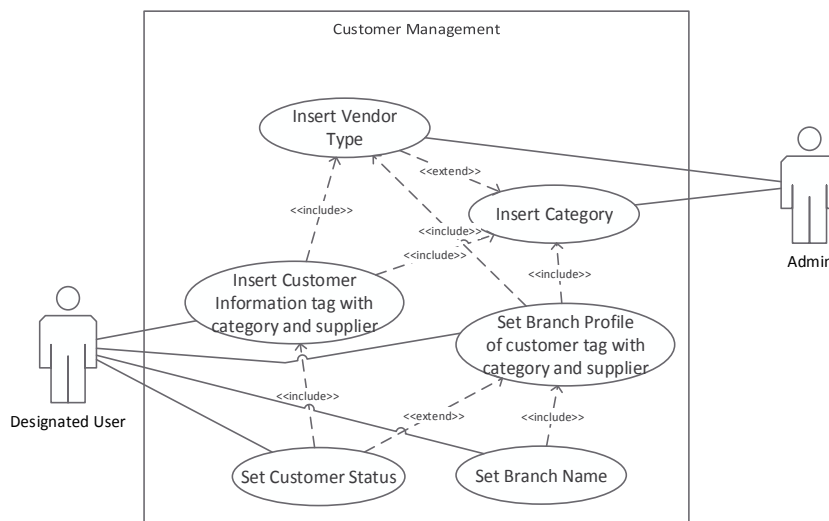 Customer Management
Insert Vendor
Type
<<extend>>
<<include>>
Insert Category
<<include>>
<<include>>
<<include>>
Admin
Insert Customer
Information tag with
category and supplier
Set Branch Profile
of customer tag with
category and supplier
Designated User
<<include>>
<<extend>>
<<include>>
Set Customer Status
Set Branch Name